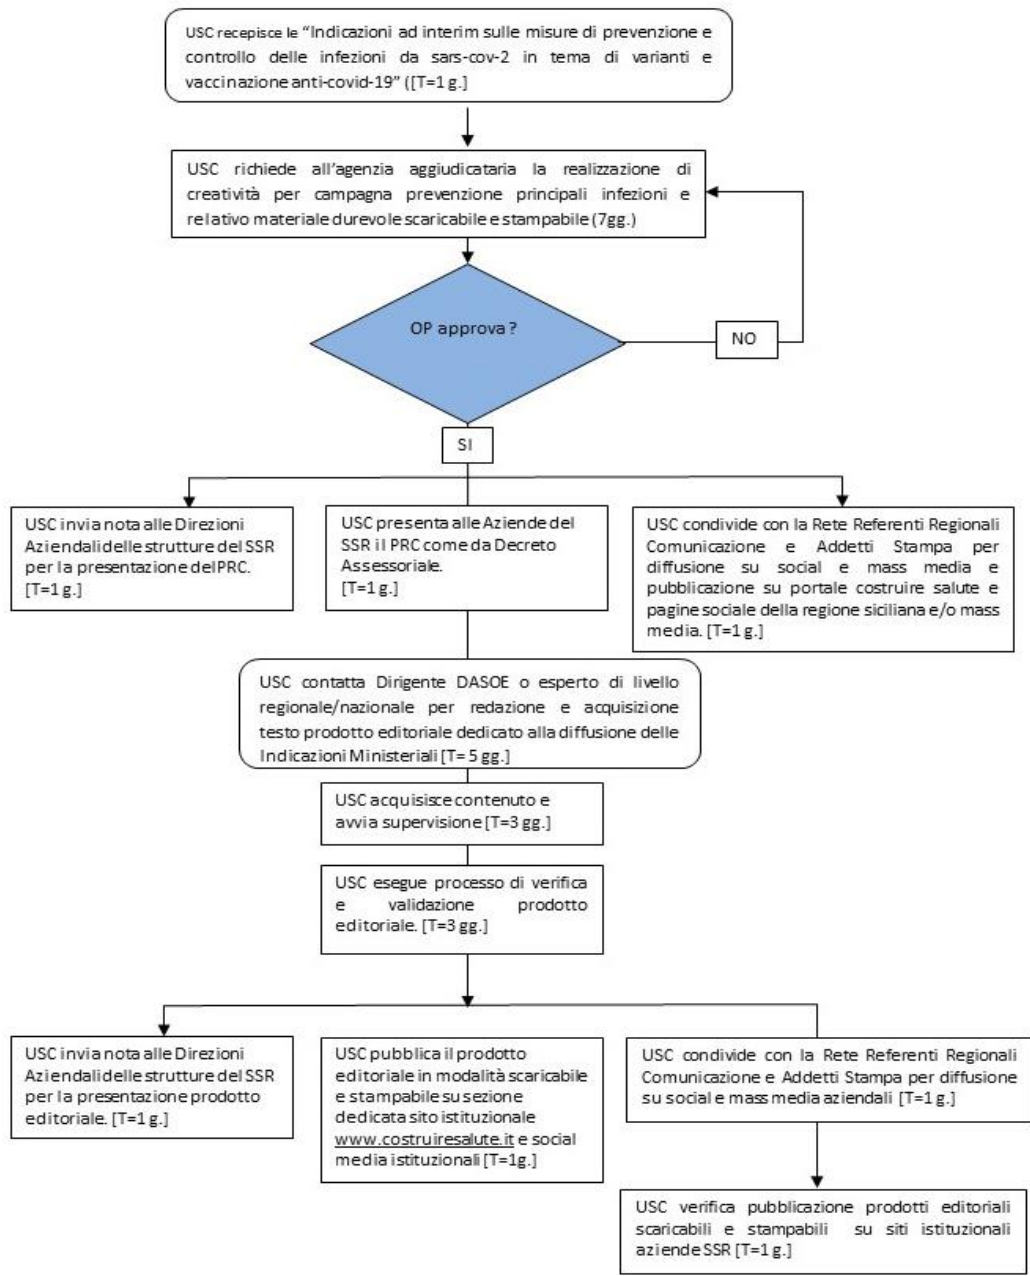 USC recepisce le “Indicazioni ad interim sulle misure di prevenzione e
controllo delle infezioni da sars-cov-2 in tema di varianti e
vaccinazione anti-covid-19” ([T=1 g.]
USC richiede all’agenzia aggiudicataria la realizzazione di
creatività per campagna prevenzione principali infezioni e
relativo materiale durevole scaricabile e stampabile (7gg.)
OP approva ?
NO
SI
USC invia nota alle Direzioni
Aziendali delle strutture del SSR
per la presentazione del PRC.
[T=1 g.]
USC presenta alle Aziende del
SSR il PRC come da Decreto
Assessoriale.
[T=1 g.]
USC condivide con la Rete Referenti Regionali
Comunicazione e Addetti Stampa per
diffusione su social e mass media e
pubblicazione su portale costruire salute e
pagine sociale della regione siciliana e/o mass
media. [T=1 g.]
USC contatta Dirigente DASOE o esperto di livello
regionale/nazionale per redazione e acquisizione
testo prodotto editoriale dedicato alla diffusione delle
Indicazioni Ministeriali [T= 5 gg.]
USC acquisisce contenuto e
avvia supervisione [T=3 gg.]
USC esegue processo di verifica
e validazione prodotto
editoriale. [T=3 gg.]
USC invia nota alle Direzioni
Aziendali delle strutture del SSR
per la presentazione prodotto
editoriale. [T=1 g.]
USC pubblica il prodotto
editoriale in modalità scaricabile
e stampabile su sezione
dedicata sito istituzionale
www.costruiresalute.it e social
media istituzionali [T=1g.]
USC condivide con la Rete Referenti Regionali
Comunicazione e Addetti Stampa per diffusione
su social e mass media aziendali [T=1 g.]
USC verifica pubblicazione prodotti editoriali
scaricabili e stampabili su siti istituzionali
aziende SSR [T=1 g.]